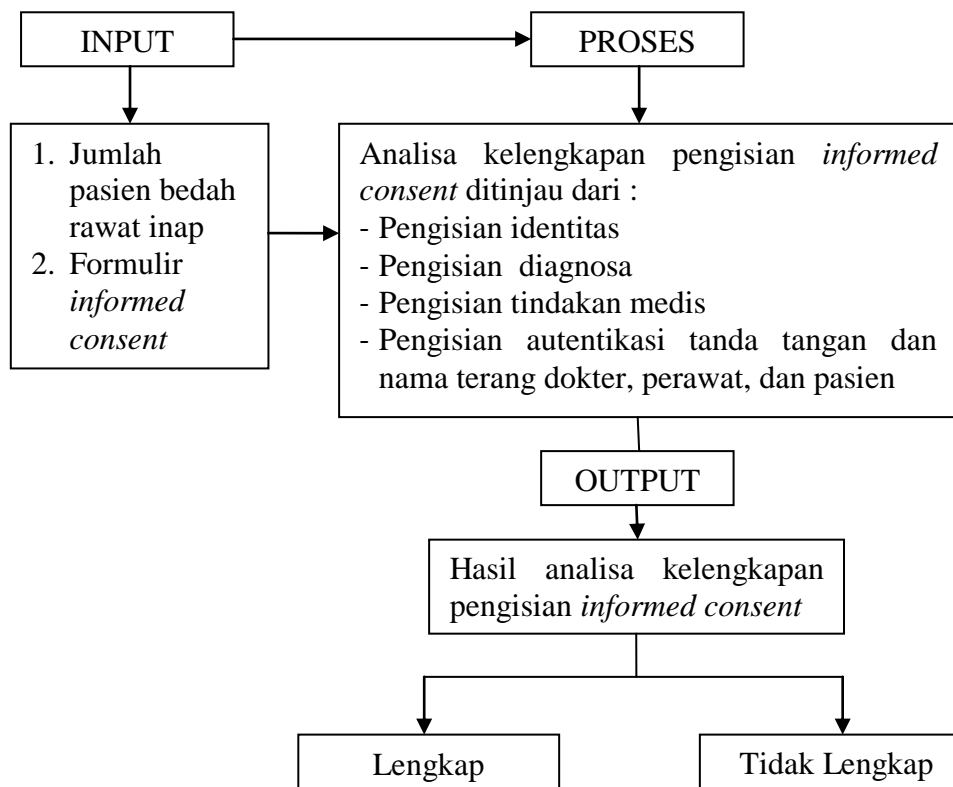 INPUT
PROSES
1. Jumlah
pasien bedah
rawat inap
2. Formulir
informed
consent
Analisa kelengkapan pengisian informed
consent ditinjau dari :
- Pengisian identitas
- Pengisian diagnosa
- Pengisian tindakan medis
- Pengisian autentikasi tanda tangan dan
nama terang dokter, perawat, dan pasien
OUTPUT
Hasil analisa kelengkapan
pengisian informed consent
Lengkap
Tidak Lengkap